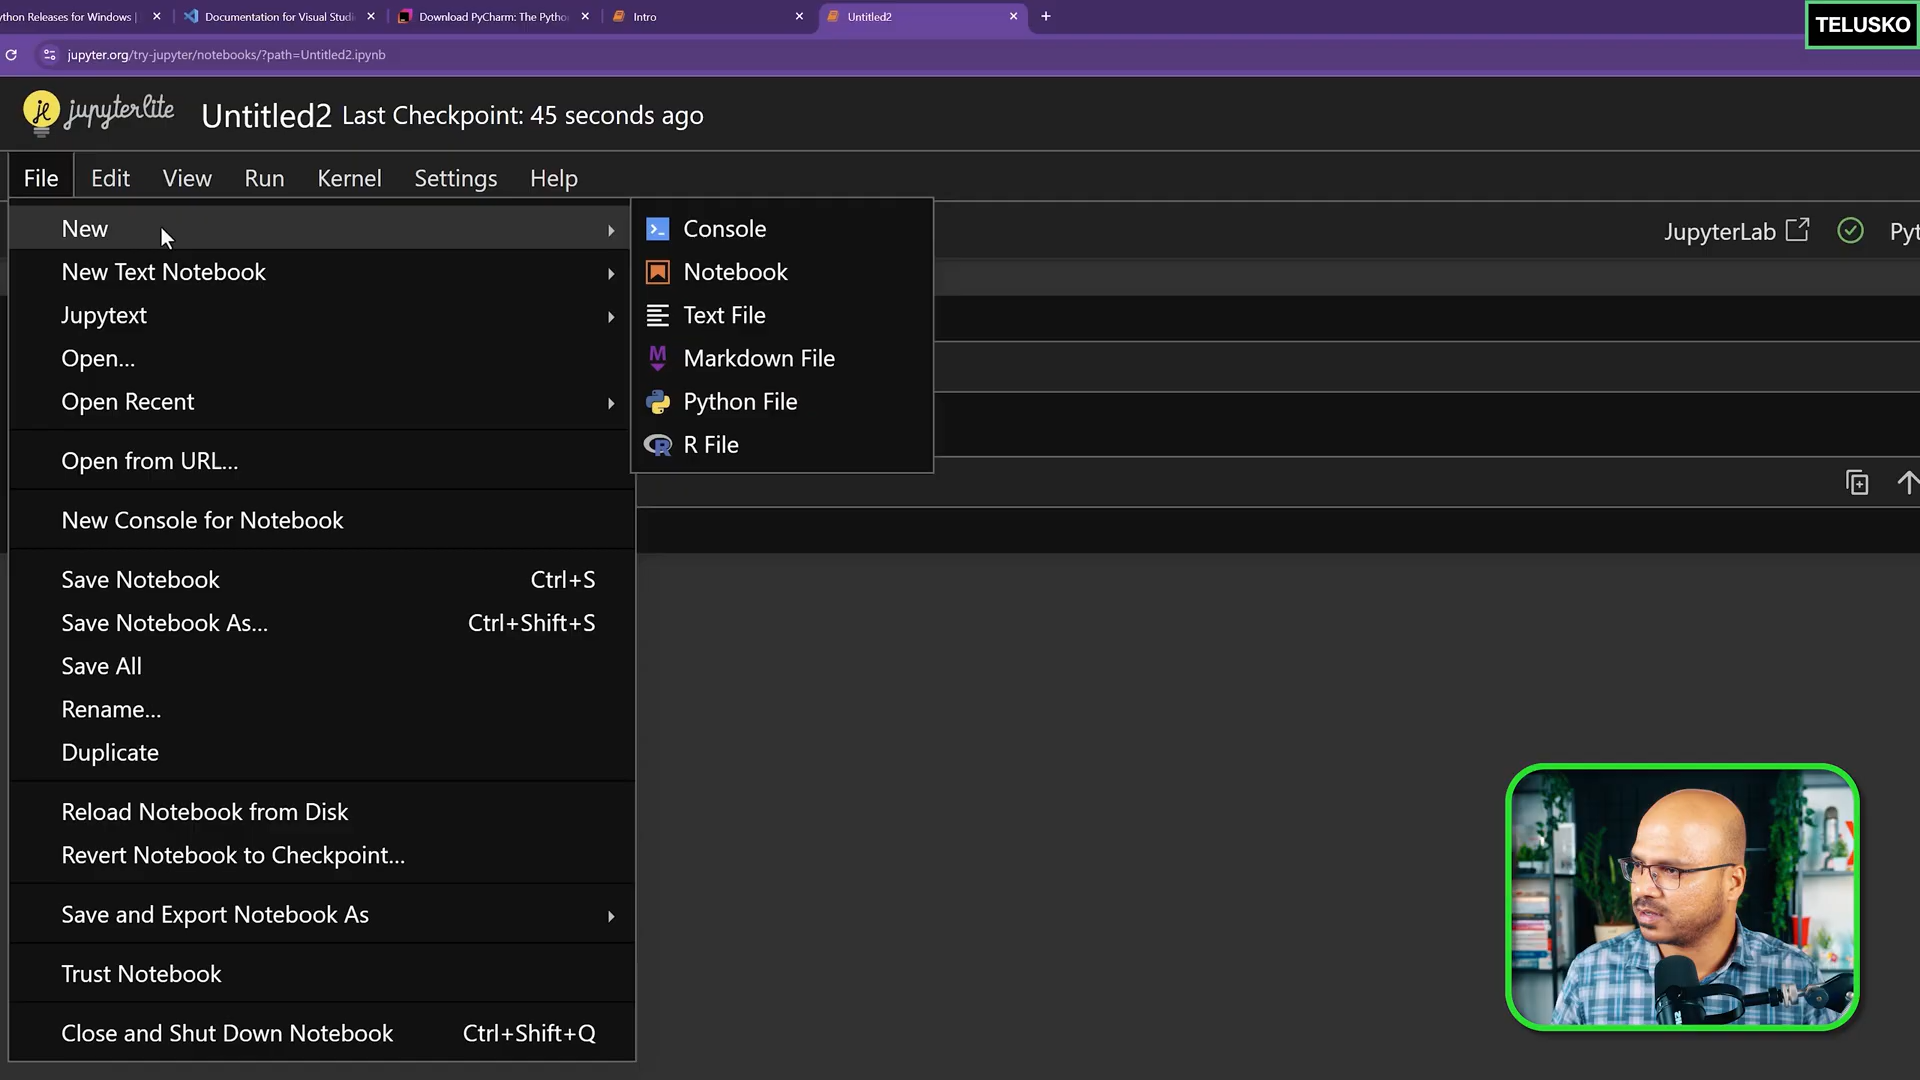 ython Releases for Windows |
Documentation for Visual Studi
Download PyCharm: The Pytho
Intro
Untitled2
TELUSKO
jupyter.org/try-jupyter/notebooks/?path=Untitled2.ipynb
jupyterlite
Untitled2 Last Checkpoint: 45 seconds ago
File Edit View Run Kernel Settings Help
New
New Text Notebook
Jupytext
Open...
Open Recent
Open from URL...
New Console for Notebook
Save Notebook Ctrl+S
Save Notebook As... Ctrl+Shift+S
Save All
Rename...
Duplicate
Reload Notebook from Disk
Revert Notebook to Checkpoint...
Save and Export Notebook As
Trust Notebook
Close and Shut Down Notebook Ctrl+Shift+Q
Console
Notebook
Text File
Markdown File
Python File
R File
JupyterLab
Pyt